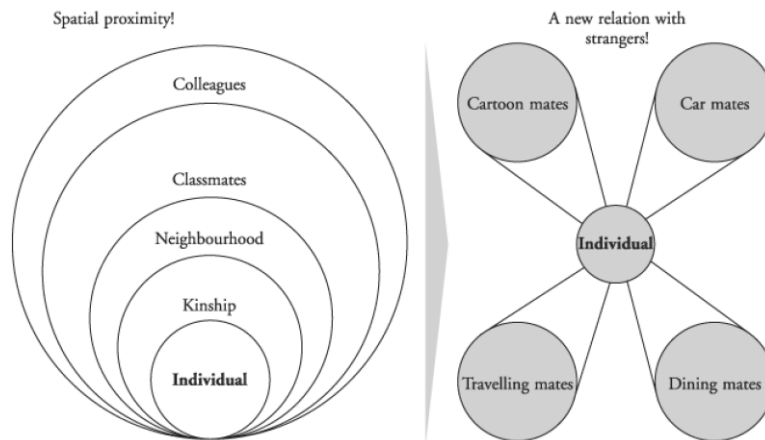 Spatial proximity!
Colleagues
Classmates
Neighbourhood
Kinship
Individual
A new relation with
strangers!
Cartoon mates
Car mates
Individual
Travelling mates
Dining mates